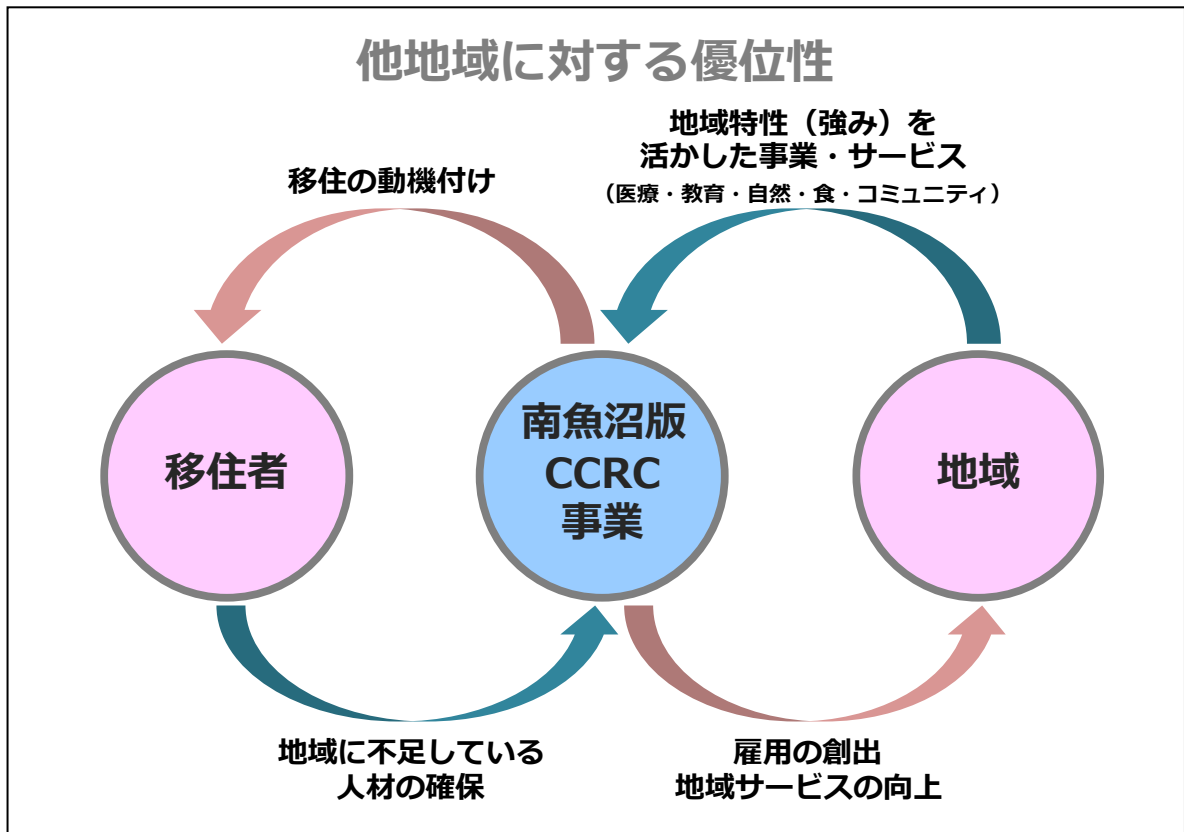 他地域に対する優位性
地域特性（強み）を
活かした事業・サービス
（医療・教育・自然・食・コミュニティ）
移住の動機付け
移住者
南魚沼版
CCRC
事業
地域
地域に不足している
人材の確保
雇用の創出
地域サービスの向上